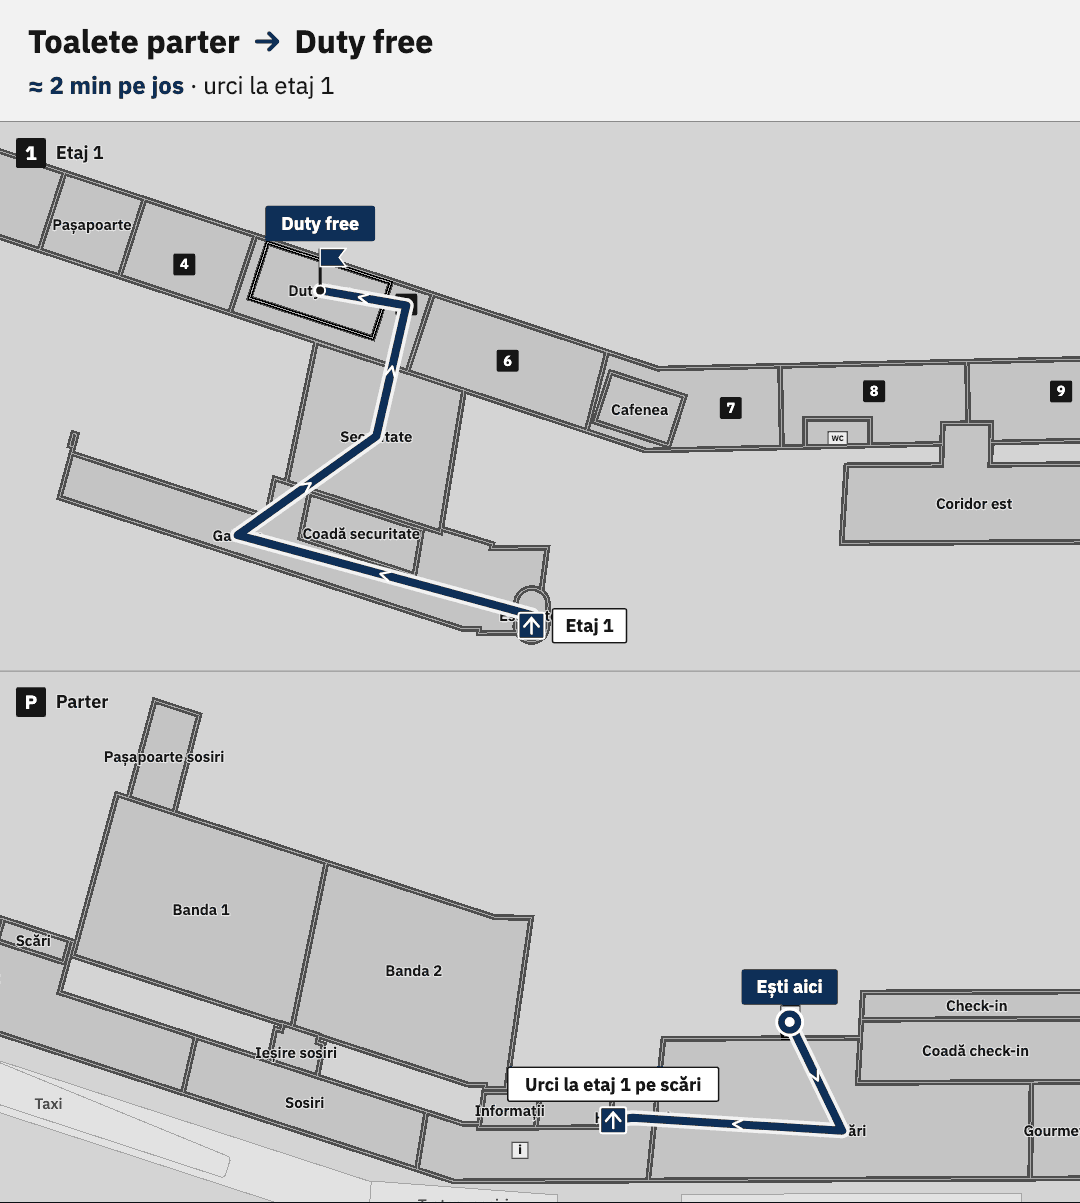 Toalete parter → Duty free
≈ 2 min pe jos · urci la etaj 1
1 Etaj 1
Pașapoarte
4
Duty free
6
Cafenea
7
8
9
WC
Coridor est
Coadă securitate
Etaj 1
P Parter
Pașapoarte sosiri
Banda 1
Scări
Banda 2
Ești aici
Check-in
Coadă check-in
Ieșire sosiri
Urci la etaj 1 pe scări
Taxi
Sosiri
Informații
i